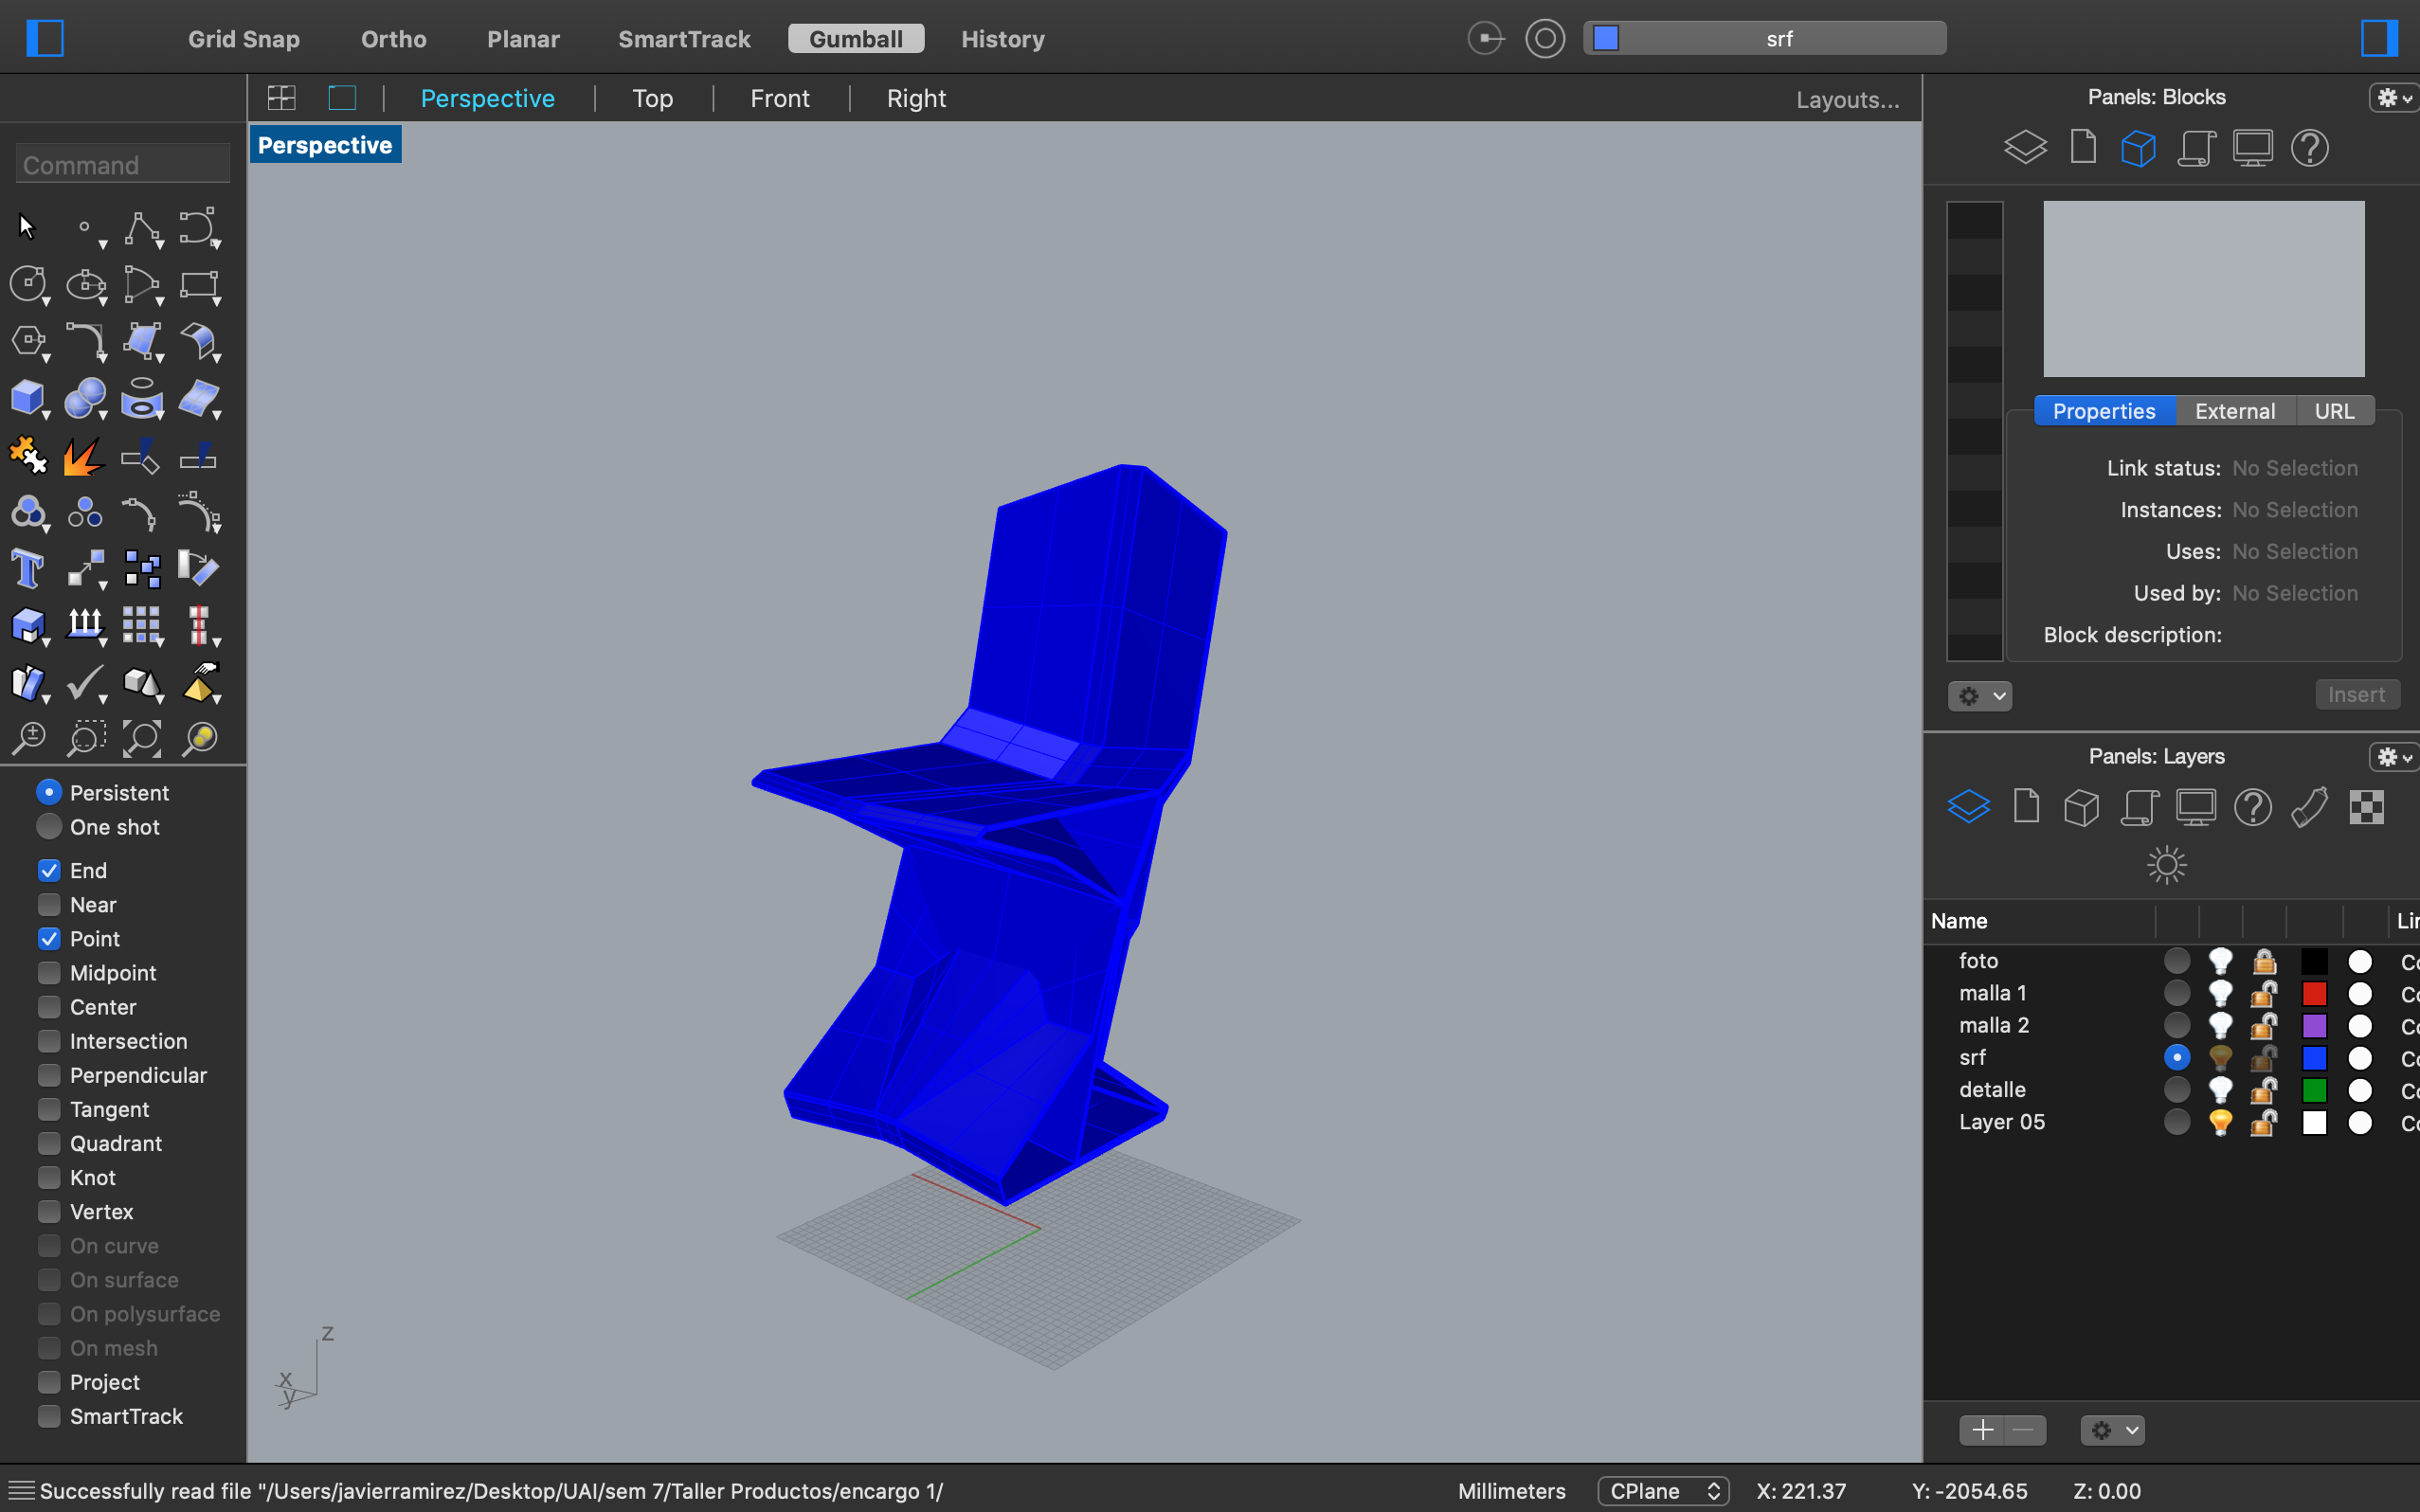 Grid Snap Ortho Planar SmartTrack Gumball History srf
Perspective Top Front Right Layouts...
Perspective
Command
Persistent
One shot
End
Near
Point
Midpoint
Center
Intersection
Perpendicular
Tangent
Quadrant
Knot
Vertex
On curve
On surface
On polysurface
On mesh
Project
SmartTrack
z
x
y
Panels: Blocks
Properties External URL
Link status: No Selection
Instances: No Selection
Uses: No Selection
Used by: No Selection
Block description:
Insert
Panels: Layers
Name Lin
foto Co
malla 1 Co
malla 2 Co
srf Co
detalle Co
Layer 05 Co
Successfully read file "/Users/javierramirez/Desktop/UAI/sem 7/Taller Productos/encargo 1/
Millimeters CPlane X: 221.37 Y: -2054.65 Z: 0.00